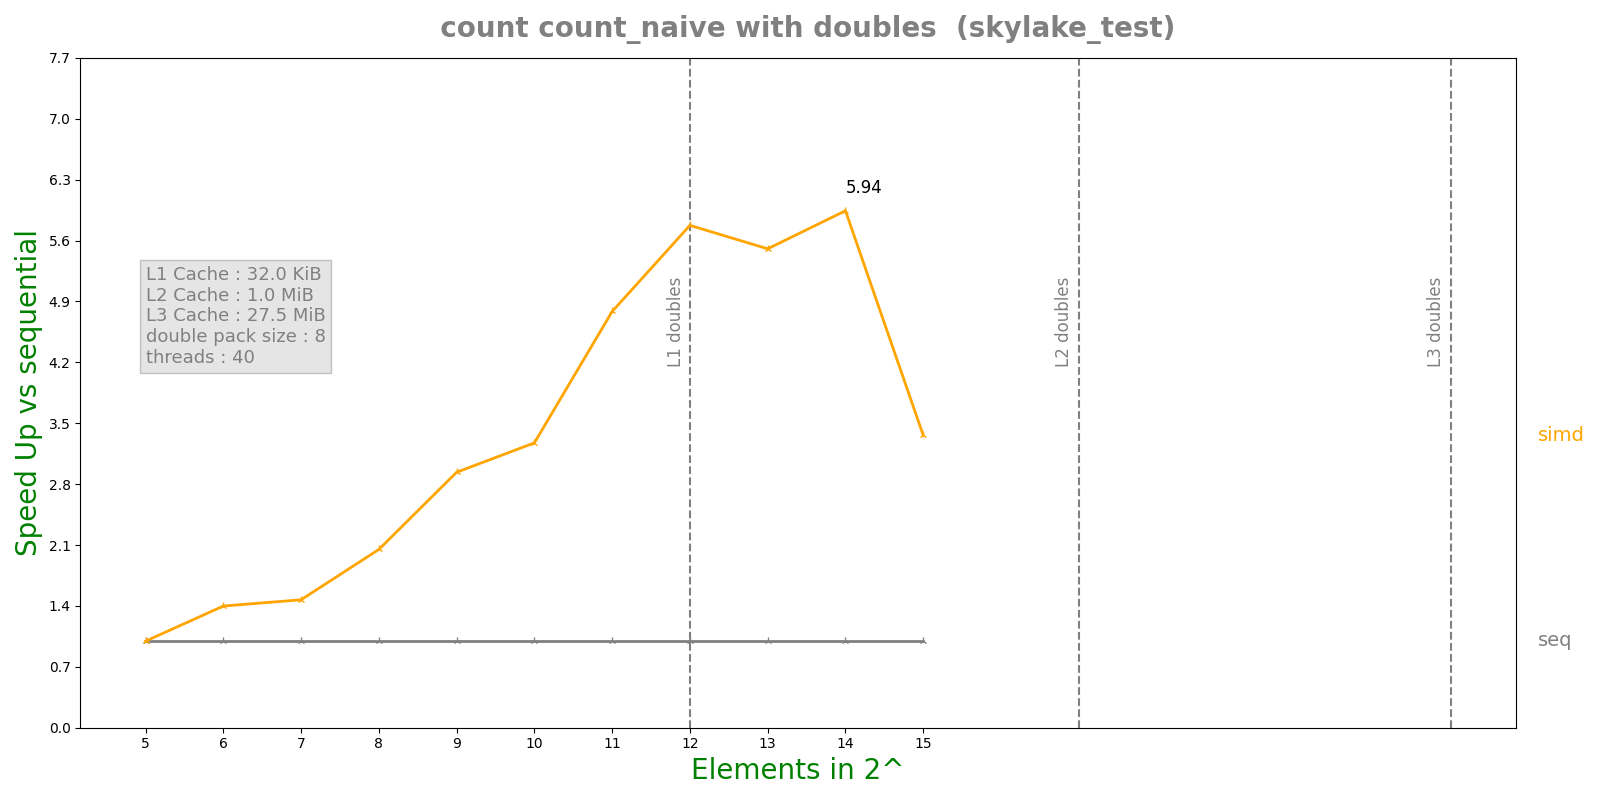 count count_naive with doubles  (skylake_test)
Speed Up vs sequential
7.7
7.0
6.3
5.6
4.9
4.2
3.5
2.8
2.1
1.4
0.7
0.0
L1 Cache : 32.0 KiB
L2 Cache : 1.0 MiB
L3 Cache : 27.5 MiB
double pack size : 8
threads : 40
5.94
L1 doubles
L2 doubles
L3 doubles
simd
seq
5 6 7 8 9 10 11 12 13 14 15
Elements in 2^